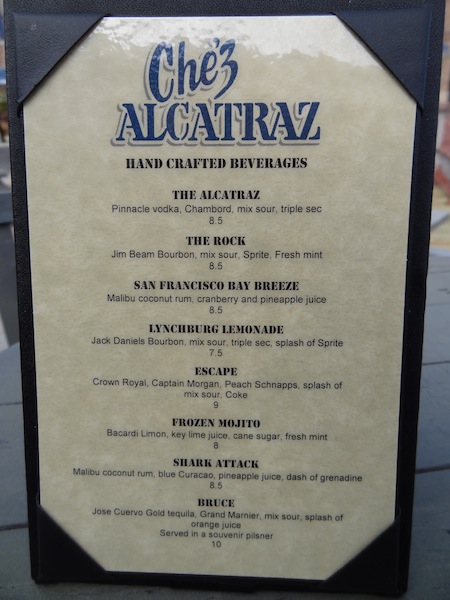 Che'z
ALCATRAZ
HAND CRAFTED BEVERAGES
THE ALCATRAZ
Pinnacle vodka, Chambord, mix sour, triple sec
8.5
THE ROCK
Jim Beam Bourbon, mix sour, Sprite, Fresh mint
8.5
SAN FRANCISCO BAY BREEZE
Malibu coconut rum, cranberry and pineapple juice
8.5
LYNCHBURG LEMONADE
Jack Daniels Bourbon, mix sour, triple sec, splash of Sprite
7.5
ESCAPE
Crown Royal, Captain Morgan, Peach Schnapps, splash of
mix sour, Coke
9
FROZEN MOJITO
Bacardi Limon, key lime juice, cane sugar, fresh mint
8
SHARK ATTACK
Malibu coconut rum, blue Curacao, pineapple juice, dash of grenadine
8.5
BRUCE
Jose Cuervo Gold tequila, Grand Marnier, mix sour, splash of
orange juice
Served in a souvenir pilsner
10